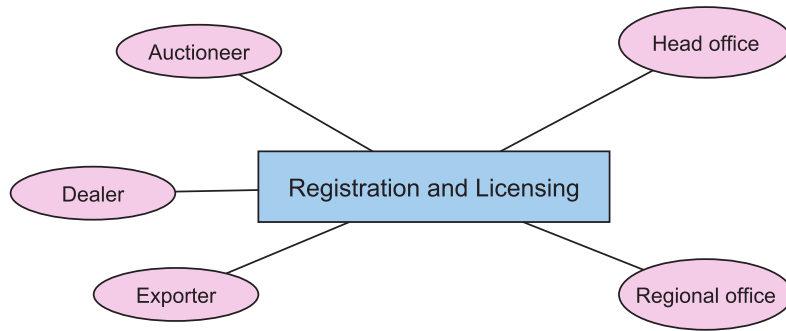 Auctioneer
Head office
Registration and Licensing
Dealer
Exporter
Regional office